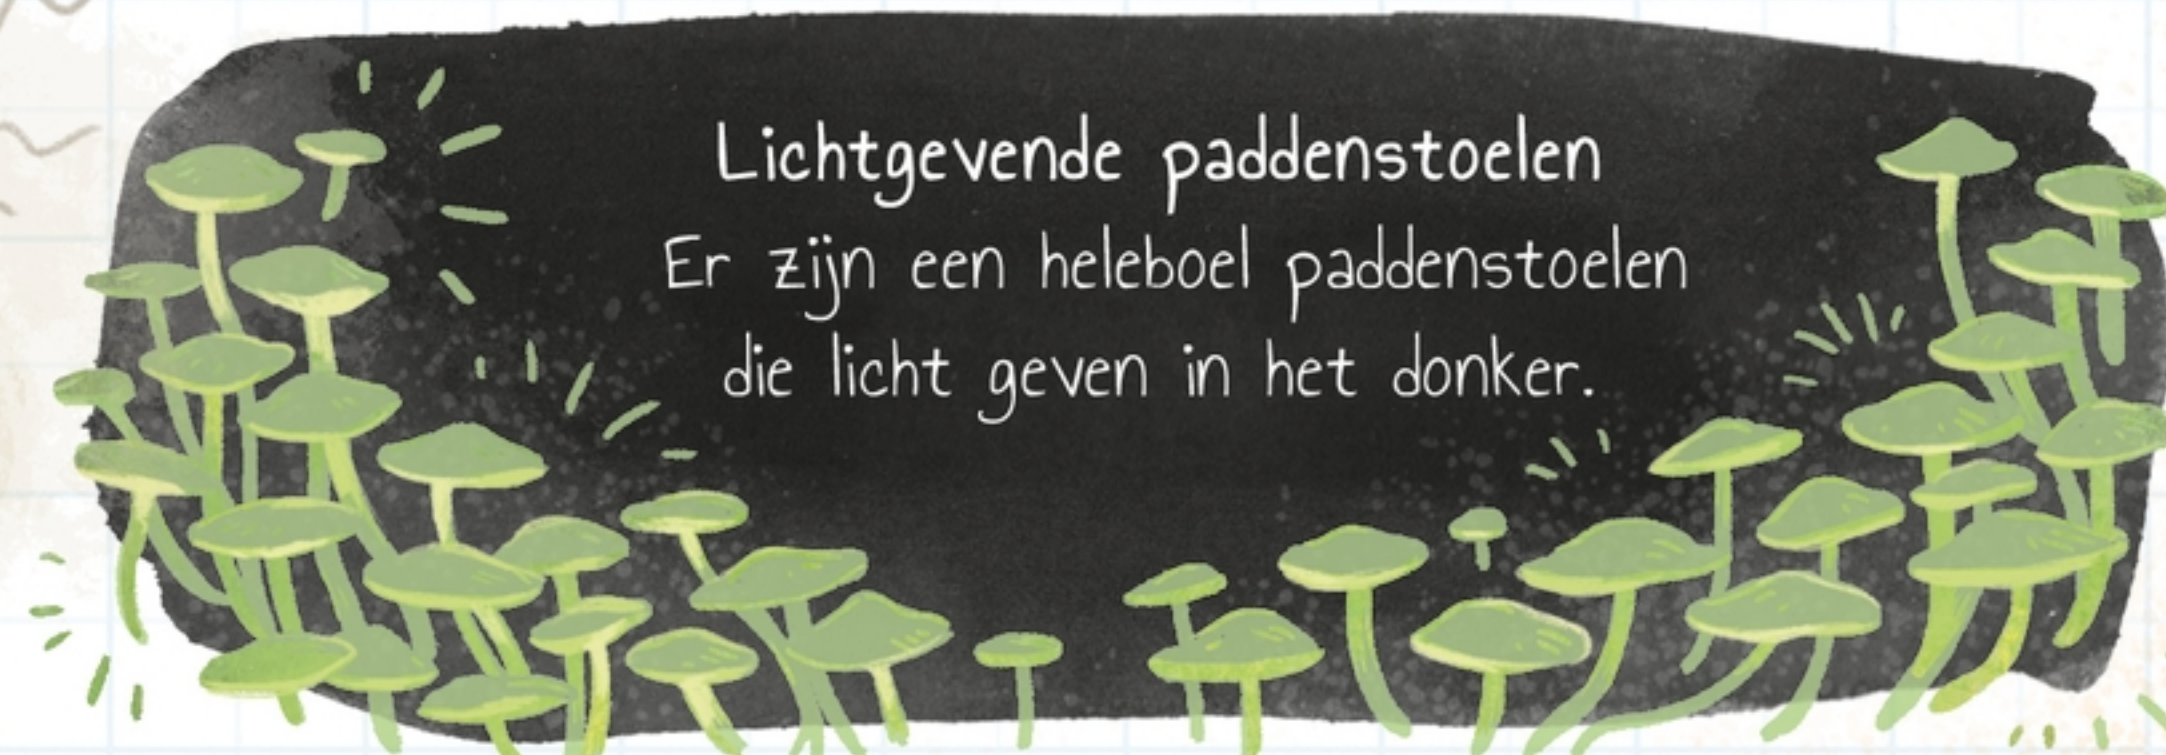 Lichtgevende paddenstoelen
Er zijn een heleboel paddenstoelen
die licht geven in het donker.